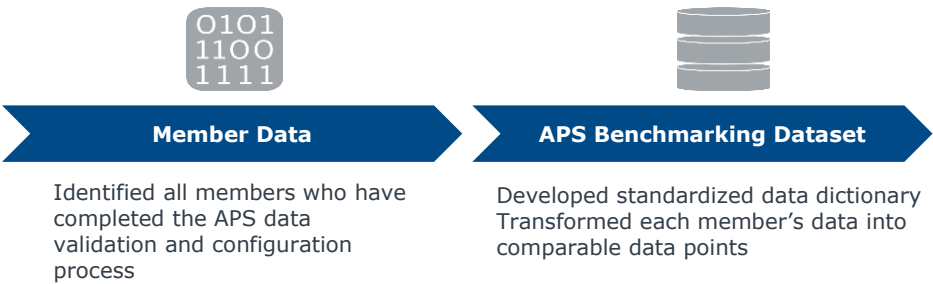 0101
1100
1111
Member Data
APS Benchmarking Dataset
Identified all members who have
completed the APS data
validation and configuration
process
Developed standardized data dictionary
Transformed each member’s data into
comparable data points